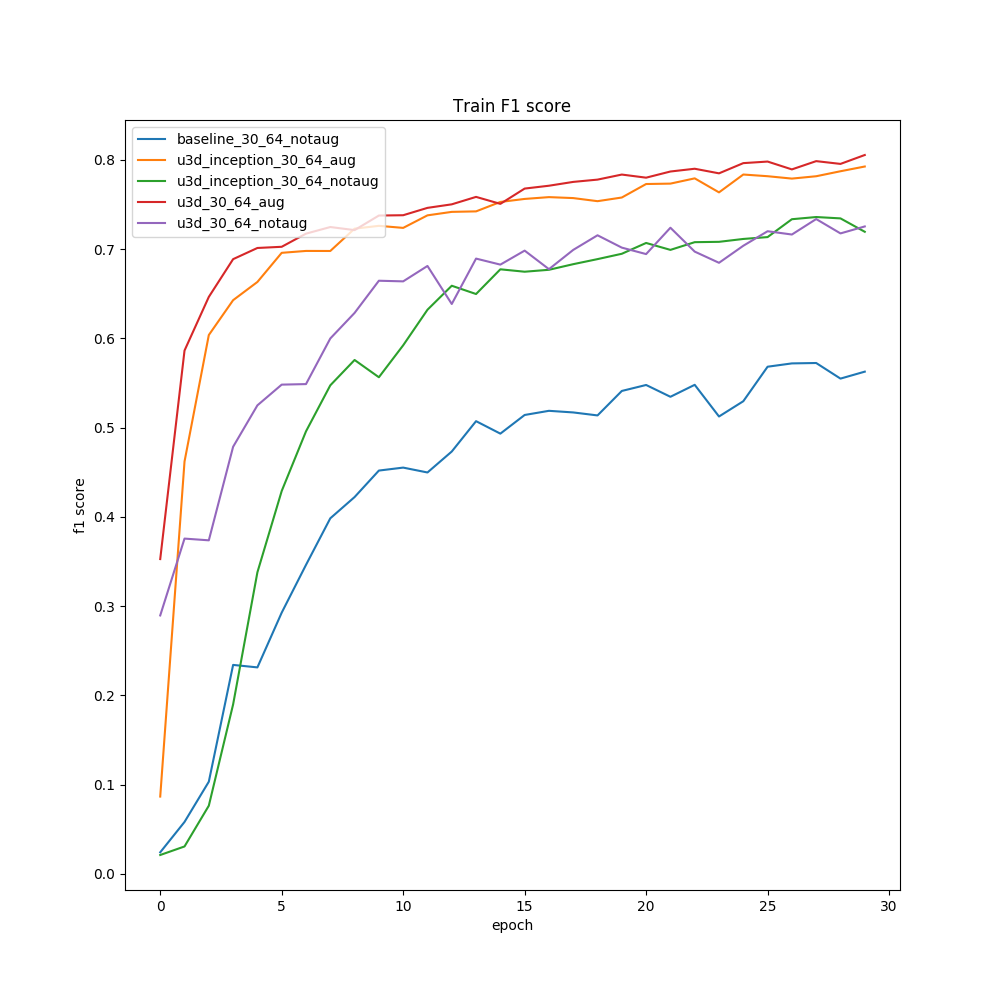 Train F1 score
baseline_30_64_notaug
u3d_inception_30_64_aug
u3d_inception_30_64_notaug
u3d_30_64_aug
u3d_30_64_notaug
0.8
0.7
0.6
0.5
0.4
0.3
0.2
0.1
0.0
f1 score
0 5 10 15 20 25 30
epoch